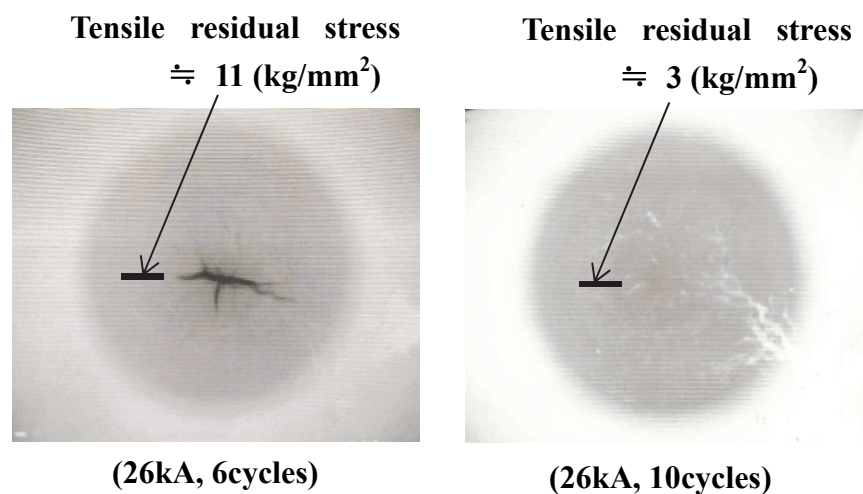 Tensile residual stress
≒ 11 (kg/mm²)
(26kA, 6cycles)
Tensile residual stress
≒ 3 (kg/mm²)
(26kA, 10cycles)